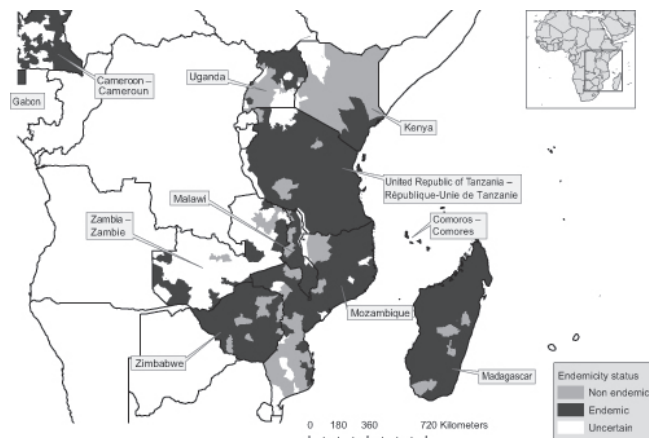 Cameroon –
Cameroun
Gabon
Uganda
Kenya
United Republic of Tanzania –
République-Unie de Tanzanie
Malawi
Zambia –
Zambie
Comoros –
Comores
Mozambique
Zimbabwe
Madagascar
Endemicity status
Non endemic
Endemic
Uncertain
0 180 360 720 Kilometers